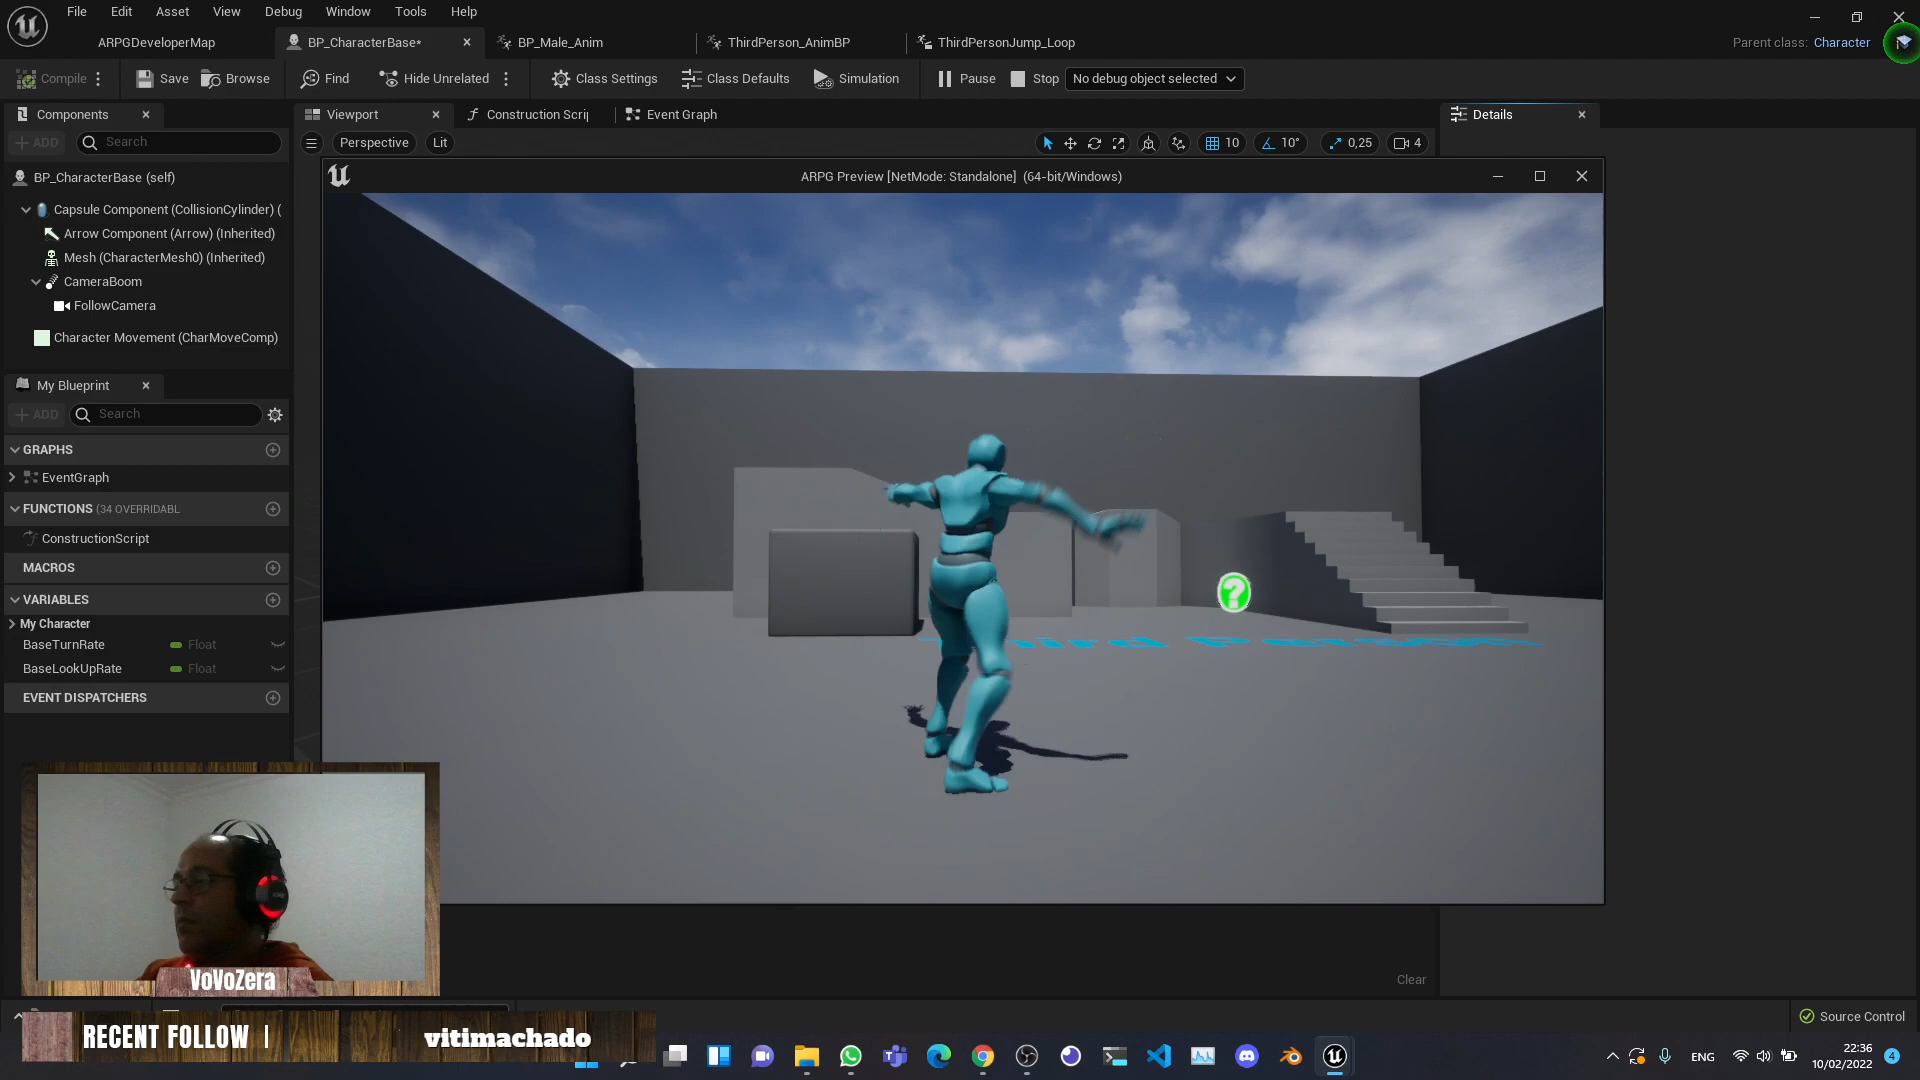 File Edit Asset View Debug Window Tools Help
ARPGDeveloperMap
BP_CharacterBase*
BP_Male_Anim
ThirdPerson_AnimBP
ThirdPersonJump_Loop
Parent class: Character
Compile
Save
Browse
Find
Hide Unrelated
Class Settings
Class Defaults
Simulation
Pause
Stop
No debug object selected
Components
Viewport
Construction Scrip
Event Graph
Details
ADD
Search
Perspective
Lit
10
10°
0,25
4
BP_CharacterBase (self)
ARPG Preview [NetMode: Standalone] (64-bit/Windows)
Capsule Component (CollisionCylinder) (
Arrow Component (Arrow) (Inherited)
Mesh (CharacterMesh0) (Inherited)
CameraBoom
FollowCamera
Character Movement (CharMoveComp)
My Blueprint
ADD
Search
GRAPHS
EventGraph
FUNCTIONS (34 OVERRIDABL
ConstructionScript
MACROS
VARIABLES
My Character
BaseTurnRate Float
BaseLookUpRate Float
EVENT DISPATCHERS
?
VoVoZera
Clear
Source Control
RECENT FOLLOW |
vitimachado
ENG
22:36
10/02/2022
4